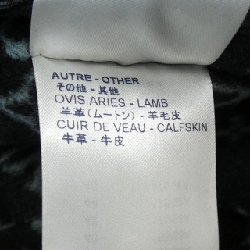 AUTRE - OTHER
その他 - 其他
OVIS ARIES - LAMB
羊革(ムートン) - 羊毛皮
CUIR DE VEAU - CALFSKIN
牛革 - 牛皮